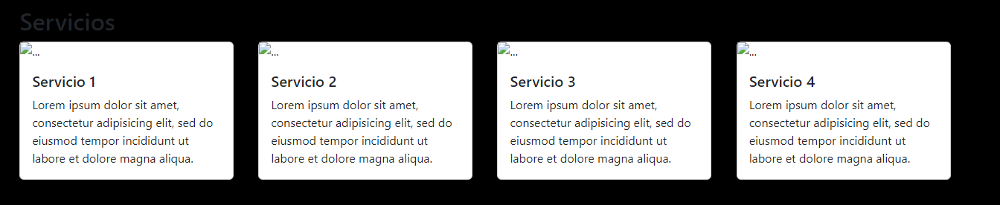 Servicios
...
Servicio 1
Lorem ipsum dolor sit amet,
consectetur adipisicing elit, sed do
eiusmod tempor incididunt ut
labore et dolore magna aliqua.
...
Servicio 2
Lorem ipsum dolor sit amet,
consectetur adipisicing elit, sed do
eiusmod tempor incididunt ut
labore et dolore magna aliqua.
...
Servicio 3
Lorem ipsum dolor sit amet,
consectetur adipisicing elit, sed do
eiusmod tempor incididunt ut
labore et dolore magna aliqua.
...
Servicio 4
Lorem ipsum dolor sit amet,
consectetur adipisicing elit, sed do
eiusmod tempor incididunt ut
labore et dolore magna aliqua.